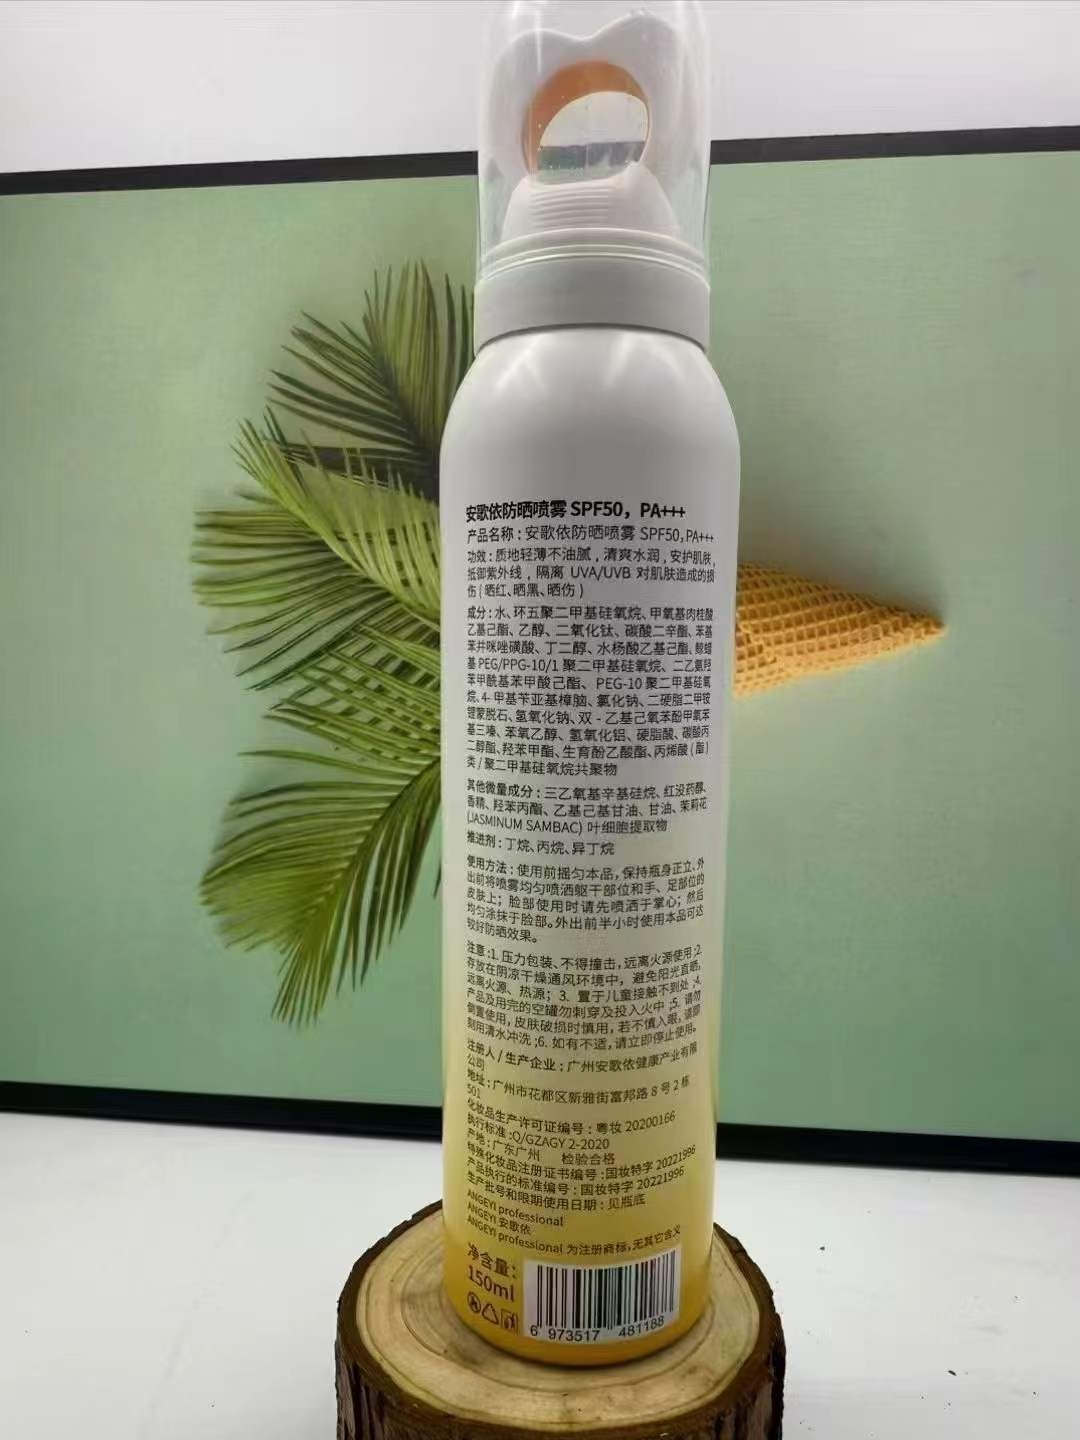 安歌依防晒喷雾 SPF50，PA+++
产品名称：安歌依防晒喷雾 SPF50,PA+++
功效：质地轻薄不油腻，清爽水润，安护肌肤，
抵御紫外线，隔离 UVA/UVB 对肌肤造成的损
伤（晒红、晒黑、晒伤）
成分：水、环五聚二甲基硅氧烷、甲氧基肉桂酸
乙基己酯、乙醇、二氧化钛、碳酸二辛酯、苯基
苯并咪唑磺酸、丁二醇、水杨酸乙基己酯、鲸蜡
基 PEG/PPG-10/1 聚二甲基硅氧烷、二乙氨羟
苯甲酰基苯甲酸己酯、PEG-10 聚二甲基硅氧
烷、4- 甲基苄亚基樟脑、氯化钠、二硬脂二甲铵
锂蒙脱石、氢氧化钠、双 - 乙基己氧苯酚甲氧苯
基三嗪、苯氧乙醇、氢氧化铝、硬脂酸、碳酸丙
二醇酯、羟苯甲酯、生育酚乙酸酯、丙烯酸（酯）
类 / 聚二甲基硅氧烷共聚物
其他微量成分：三乙氧基辛基硅烷、红没药醇、
香精、羟苯丙酯、乙基己基甘油、甘油、茉莉花
(JASMINUM SAMBAC) 叶细胞提取物
推进剂：丁烷、丙烷、异丁烷
使用方法：使用前摇匀本品，保持瓶身正立、外
出前将喷雾均匀喷洒躯干部位和手、足部位的
皮肤上；脸部使用时请先喷洒于掌心；然后
均匀涂抹于脸部。外出前半小时使用本品可达
较好防晒效果。
注意：1. 压力包装、不得撞击，远离火源使用；2.
存放在阴凉干燥通风环境中，避免阳光直晒，
远离火源、热源；3. 置于儿童接触不到处；4.
产品及用完的空罐勿刺穿及投入火中；5. 请勿
倒置使用，皮肤破损时慎用，若不慎入眼，请即
刻用清水冲洗；6. 如有不适，请立即停止使用。
注册人 / 生产企业：广州安歌依健康产业有限
公司
地址：广州市花都区新雅街富邦路 8 号 2 栋
501
化妆品生产许可证编号：粤妆 20200166
执行标准：Q/GZAGY 2-2020
产地：广东广州 检验合格
特殊化妆品注册证书编号：国妆特字 20221996
产品执行的标准编号：国妆特字 20221996
生产批号和限期使用日期：见瓶底
ANGEYI professional
ANGEYI 安歌依
ANGEYI professional 为注册商标，无其它含义
净含量：
150ml
6 973517 481188